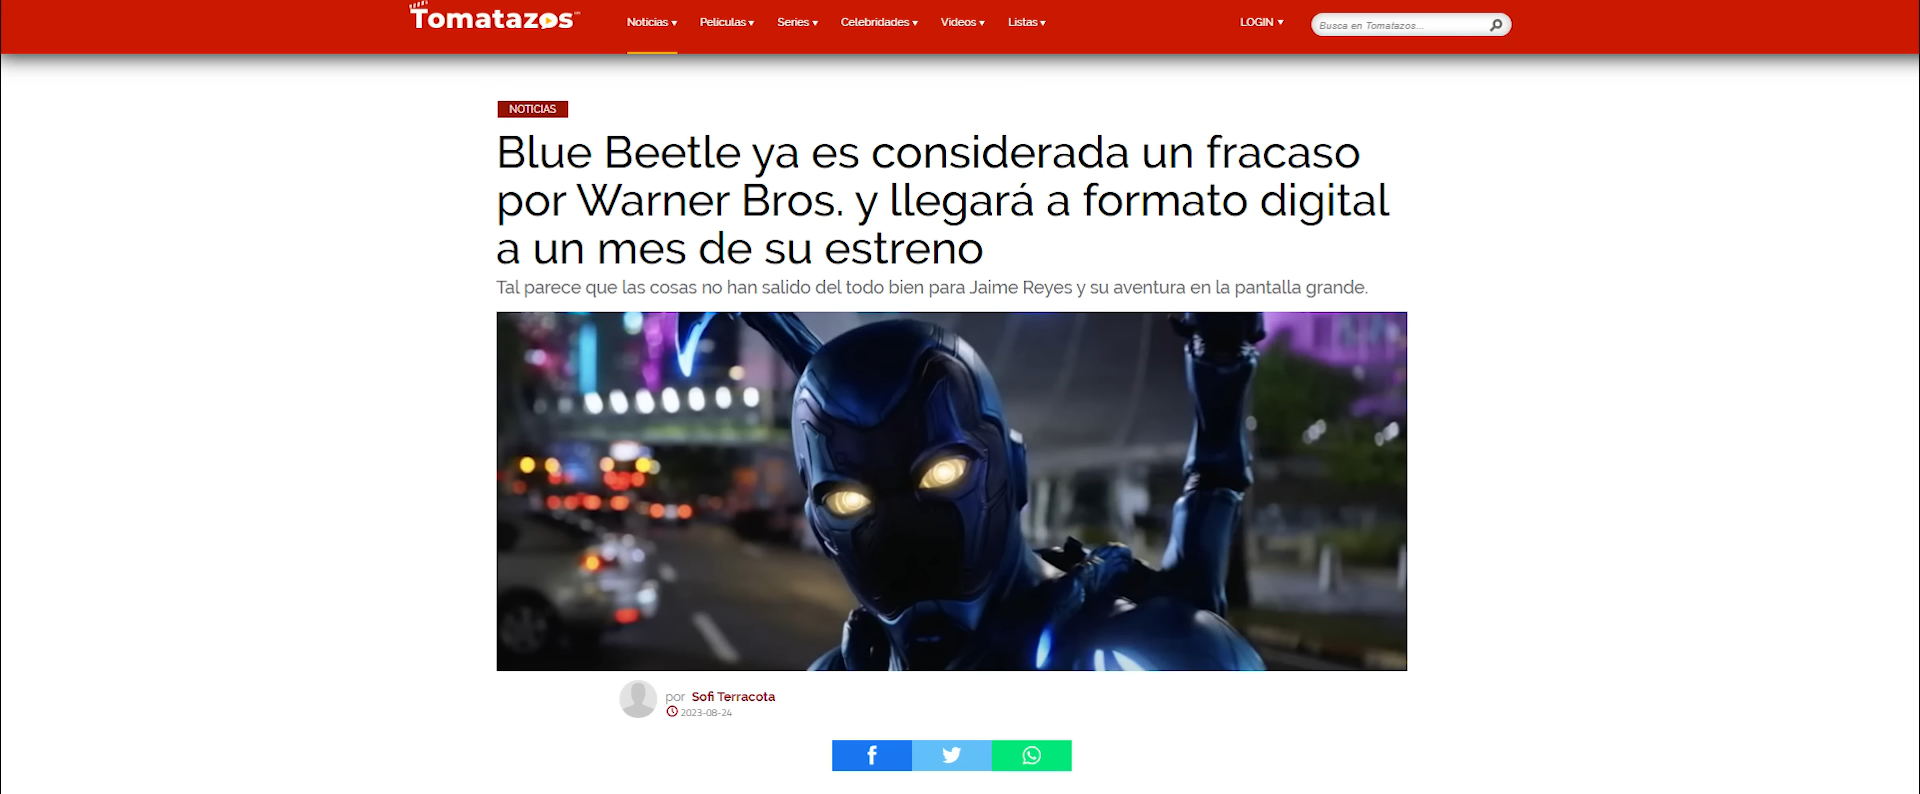 Tomatazos
Noticias Películas Series Celebridades Videos Listas LOGIN Busca en Tomatazos...
NOTICIAS
Blue Beetle ya es considerada un fracaso
por Warner Bros. y llegará a formato digital
a un mes de su estreno
Tal parece que las cosas no han salido del todo bien para Jaime Reyes y su aventura en la pantalla grande.
por Sofi Terracota
2023-08-24